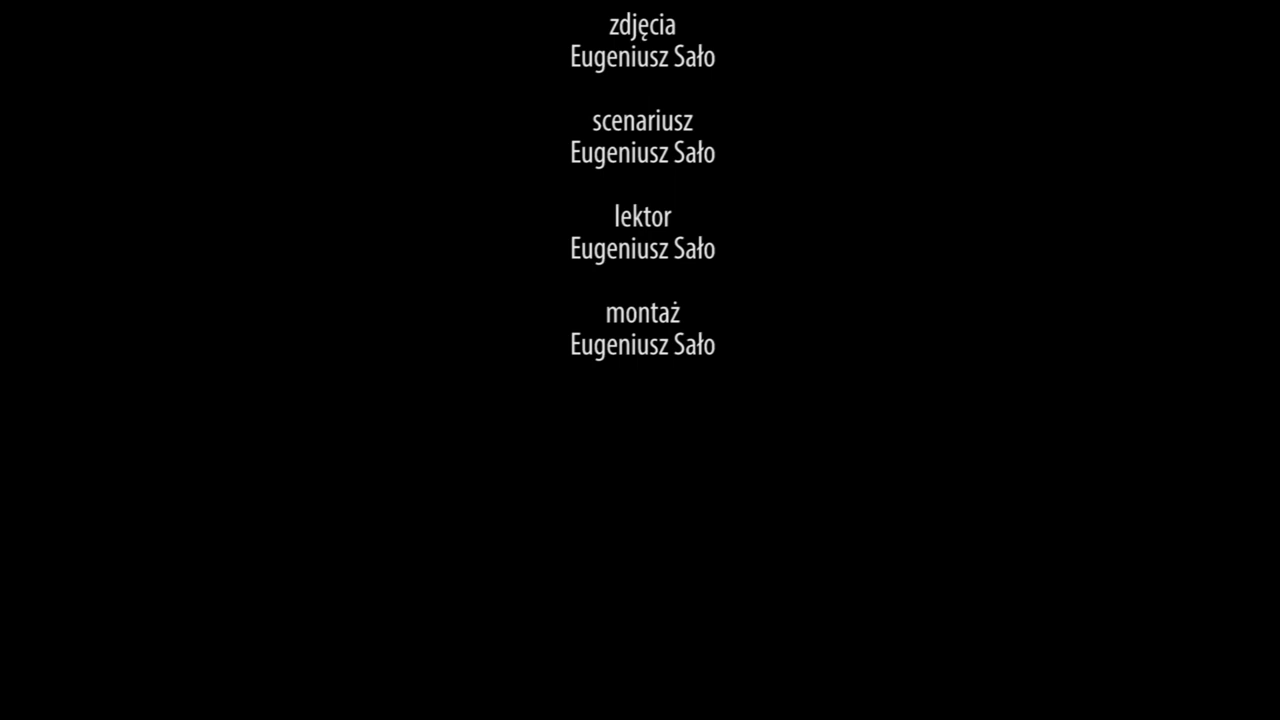 zdjęcia
Eugeniusz Sało
scenariusz
Eugeniusz Sało
lektor
Eugeniusz Sało
montaż
Eugeniusz Sało